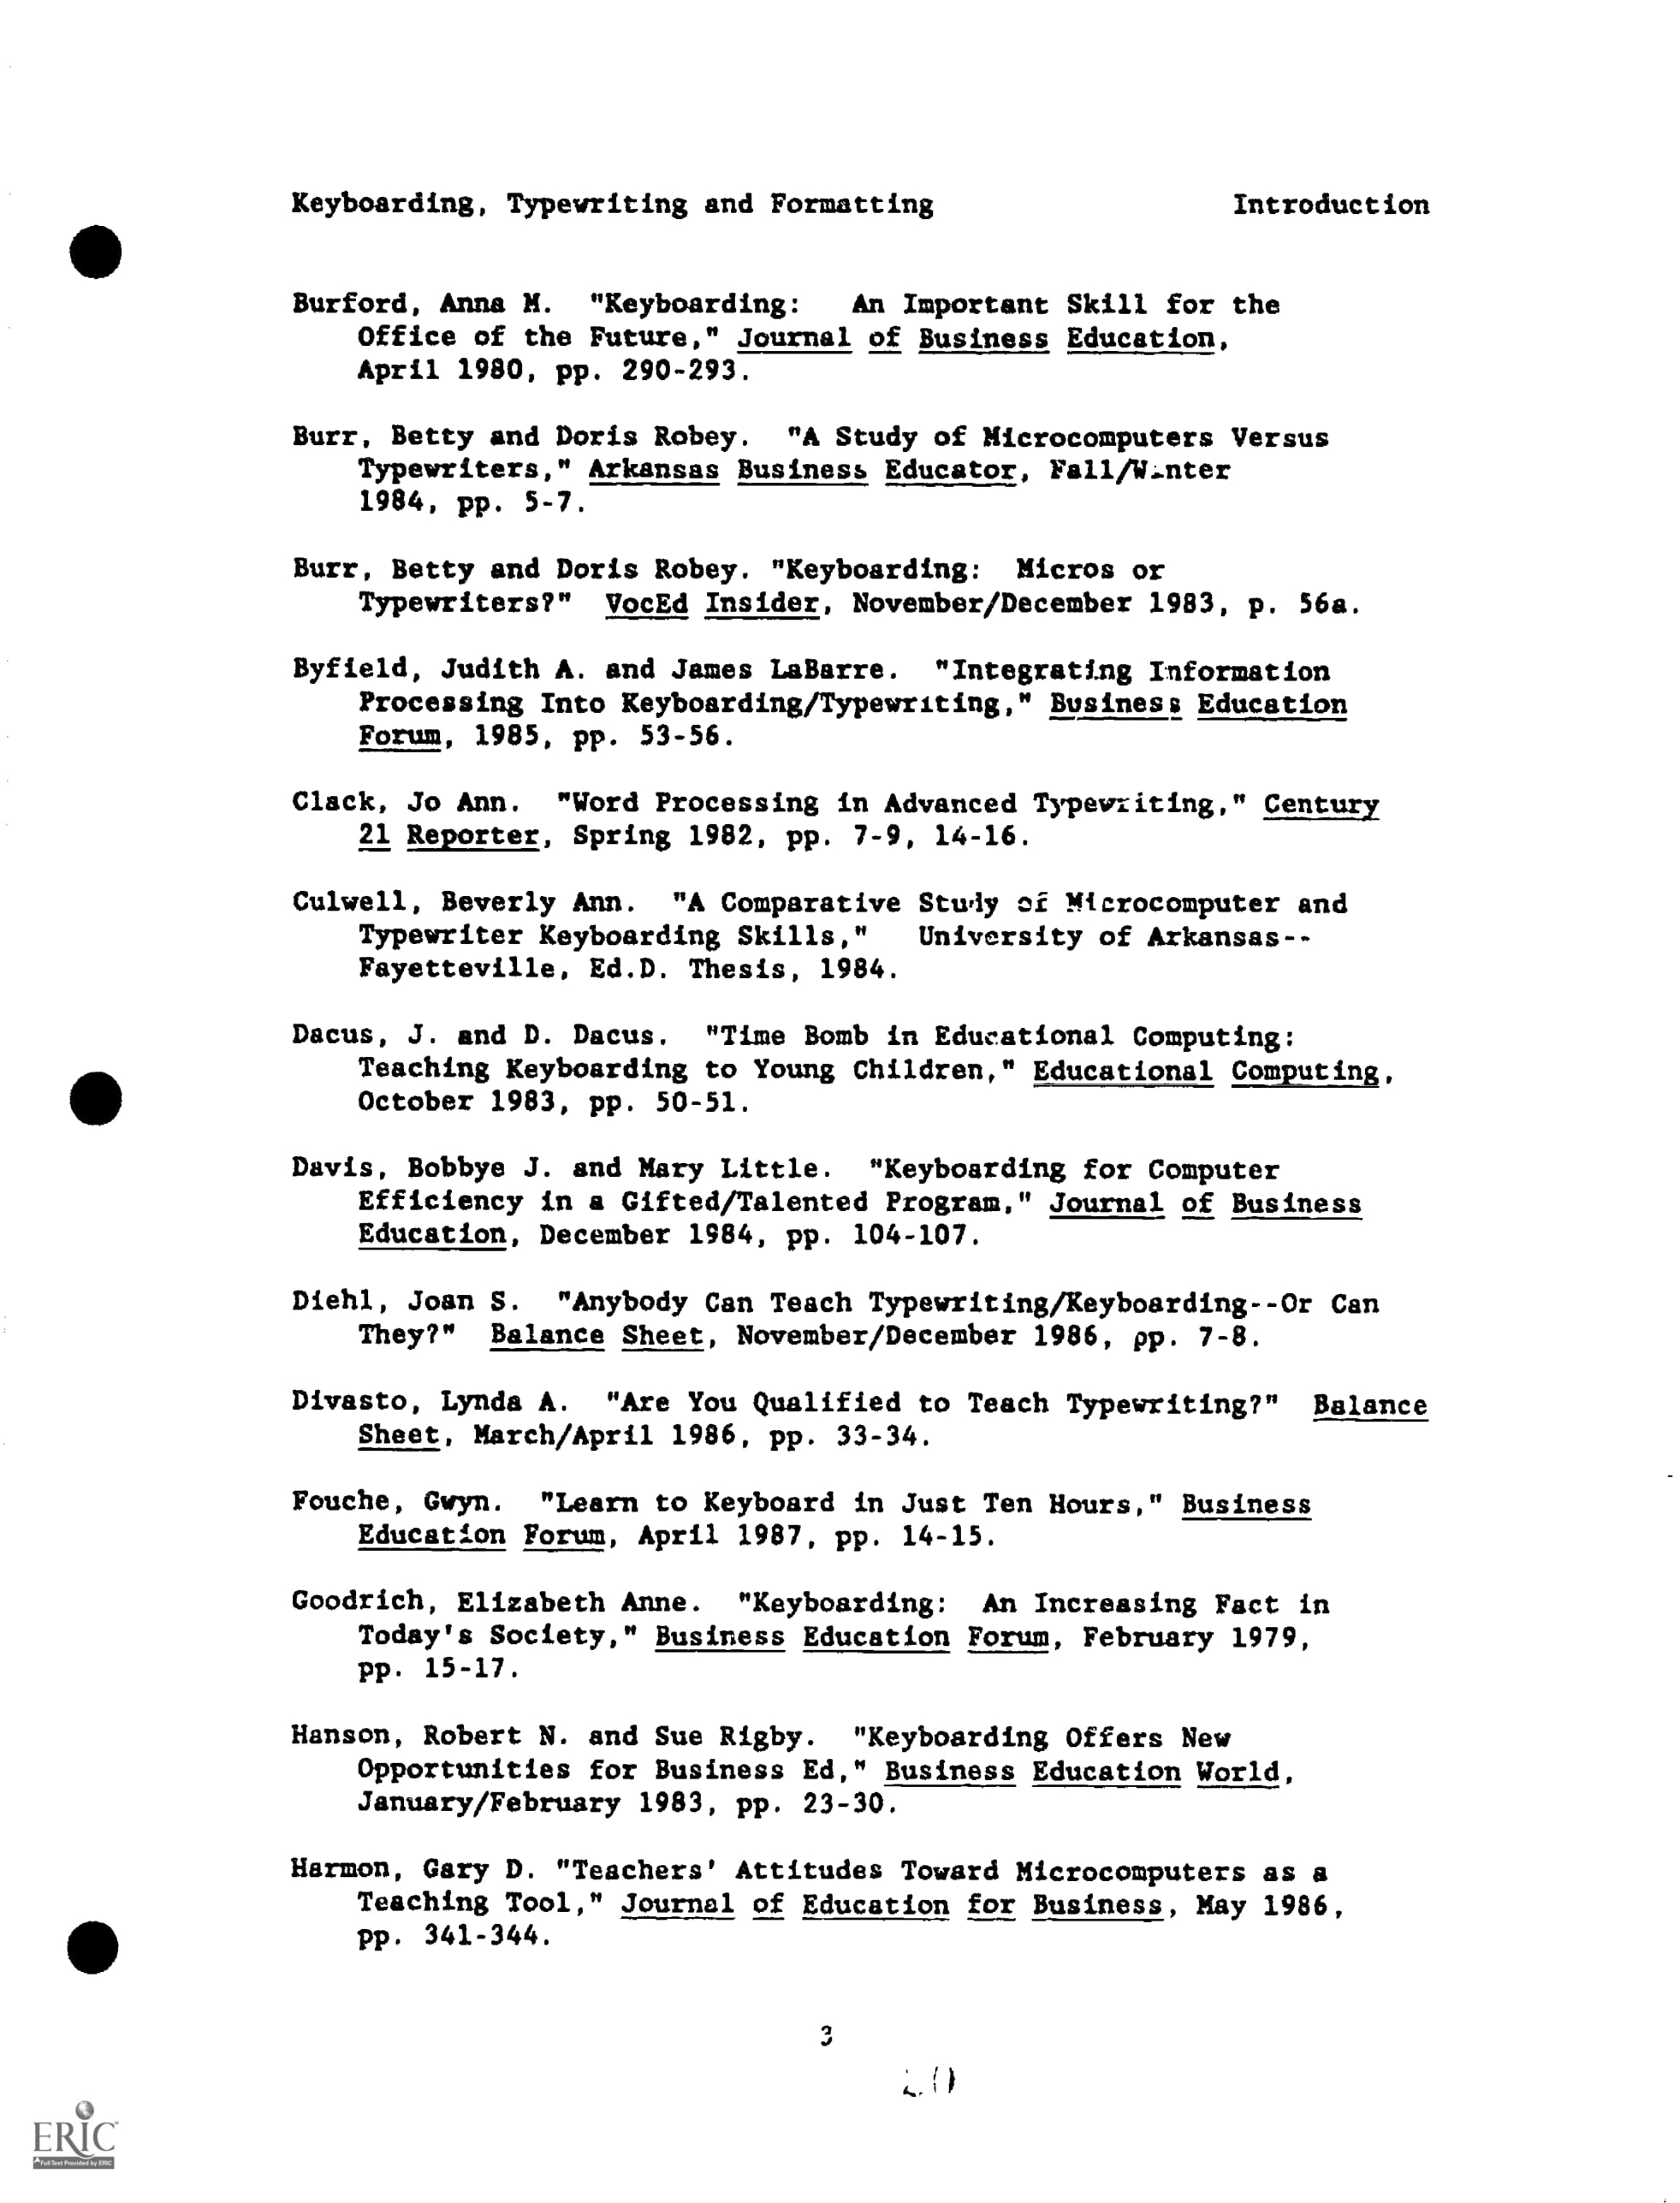 Keyboarding, Typewriting and Formatting Introduction
Burford, Anna M. "Keyboarding: An Important Skill for the
Office of the Future," Journal of Business Education,
April 1980, pp. 290-293.
Burr, Betty and Doris Robey. "A Study of Microcomputers Versus
Typewriters," Arkansas Business Educator, Fall/Winter
1984, pp. 5-7.
Burr, Betty and Doris Robey. "Keyboarding: Micros or
Typewriters?" VocEd Insider, November/December 1983, p. 56a.
Byfield, Judith A. and James LaBarre. "Integrating Information
Processing Into Keyboarding/Typewriting," Business Education
Forum, 1985, pp. 53-56.
Clack, Jo Ann. "Word Processing in Advanced Typewriting," Century
21 Reporter, Spring 1982, pp. 7-9, 14-16.
Culwell, Beverly Ann. "A Comparative Study of Microcomputer and
Typewriter Keyboarding Skills," University of Arkansas--
Fayetteville, Ed.D. Thesis, 1984.
Dacus, J. and D. Dacus. "Time Bomb in Educational Computing:
Teaching Keyboarding to Young Children," Educational Computing,
October 1983, pp. 50-51.
Davis, Bobbye J. and Mary Little. "Keyboarding for Computer
Efficiency in a Gifted/Talented Program," Journal of Business
Education, December 1984, pp. 104-107.
Diehl, Joan S. "Anybody Can Teach Typewriting/Keyboarding--Or Can
They?" Balance Sheet, November/December 1986, pp. 7-8.
Divasto, Lynda A. "Are You Qualified to Teach Typewriting?" Balance
Sheet, March/April 1986, pp. 33-34.
Fouche, Gwyn. "Learn to Keyboard in Just Ten Hours," Business
Education Forum, April 1987, pp. 14-15.
Goodrich, Elizabeth Anne. "Keyboarding: An Increasing Fact in
Today's Society," Business Education Forum, February 1979,
pp. 15-17.
Hanson, Robert N. and Sue Rigby. "Keyboarding Offers New
Opportunities for Business Ed," Business Education World,
January/February 1983, pp. 23-30.
Harmon, Gary D. "Teachers' Attitudes Toward Microcomputers as a
Teaching Tool," Journal of Education for Business, May 1986,
pp. 341-344.
3
20
ERIC
Full Text Provided by ERIC